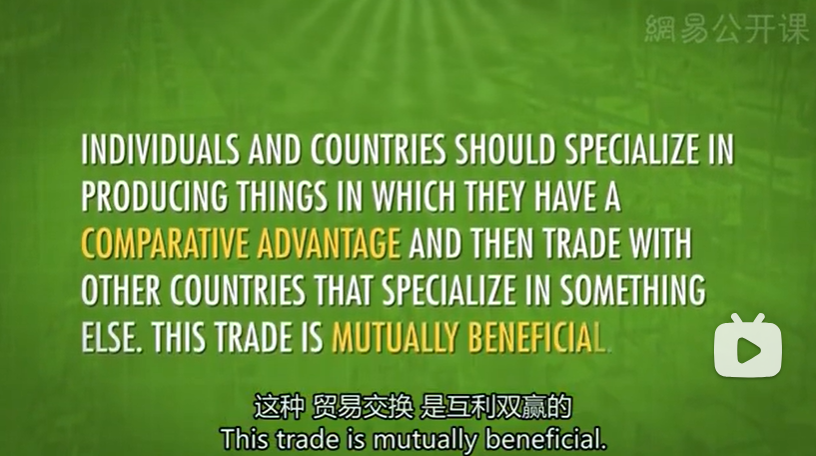 網易公开课
INDIVIDUALS AND COUNTRIES SHOULD SPECIALIZE IN
PRODUCING THINGS IN WHICH THEY HAVE A
COMPARATIVE ADVANTAGE AND THEN TRADE WITH
OTHER COUNTRIES THAT SPECIALIZE IN SOMETHING
ELSE. THIS TRADE IS MUTUALLY BENEFICIAL.
这种 贸易交换 是互利双赢的
This trade is mutually beneficial.